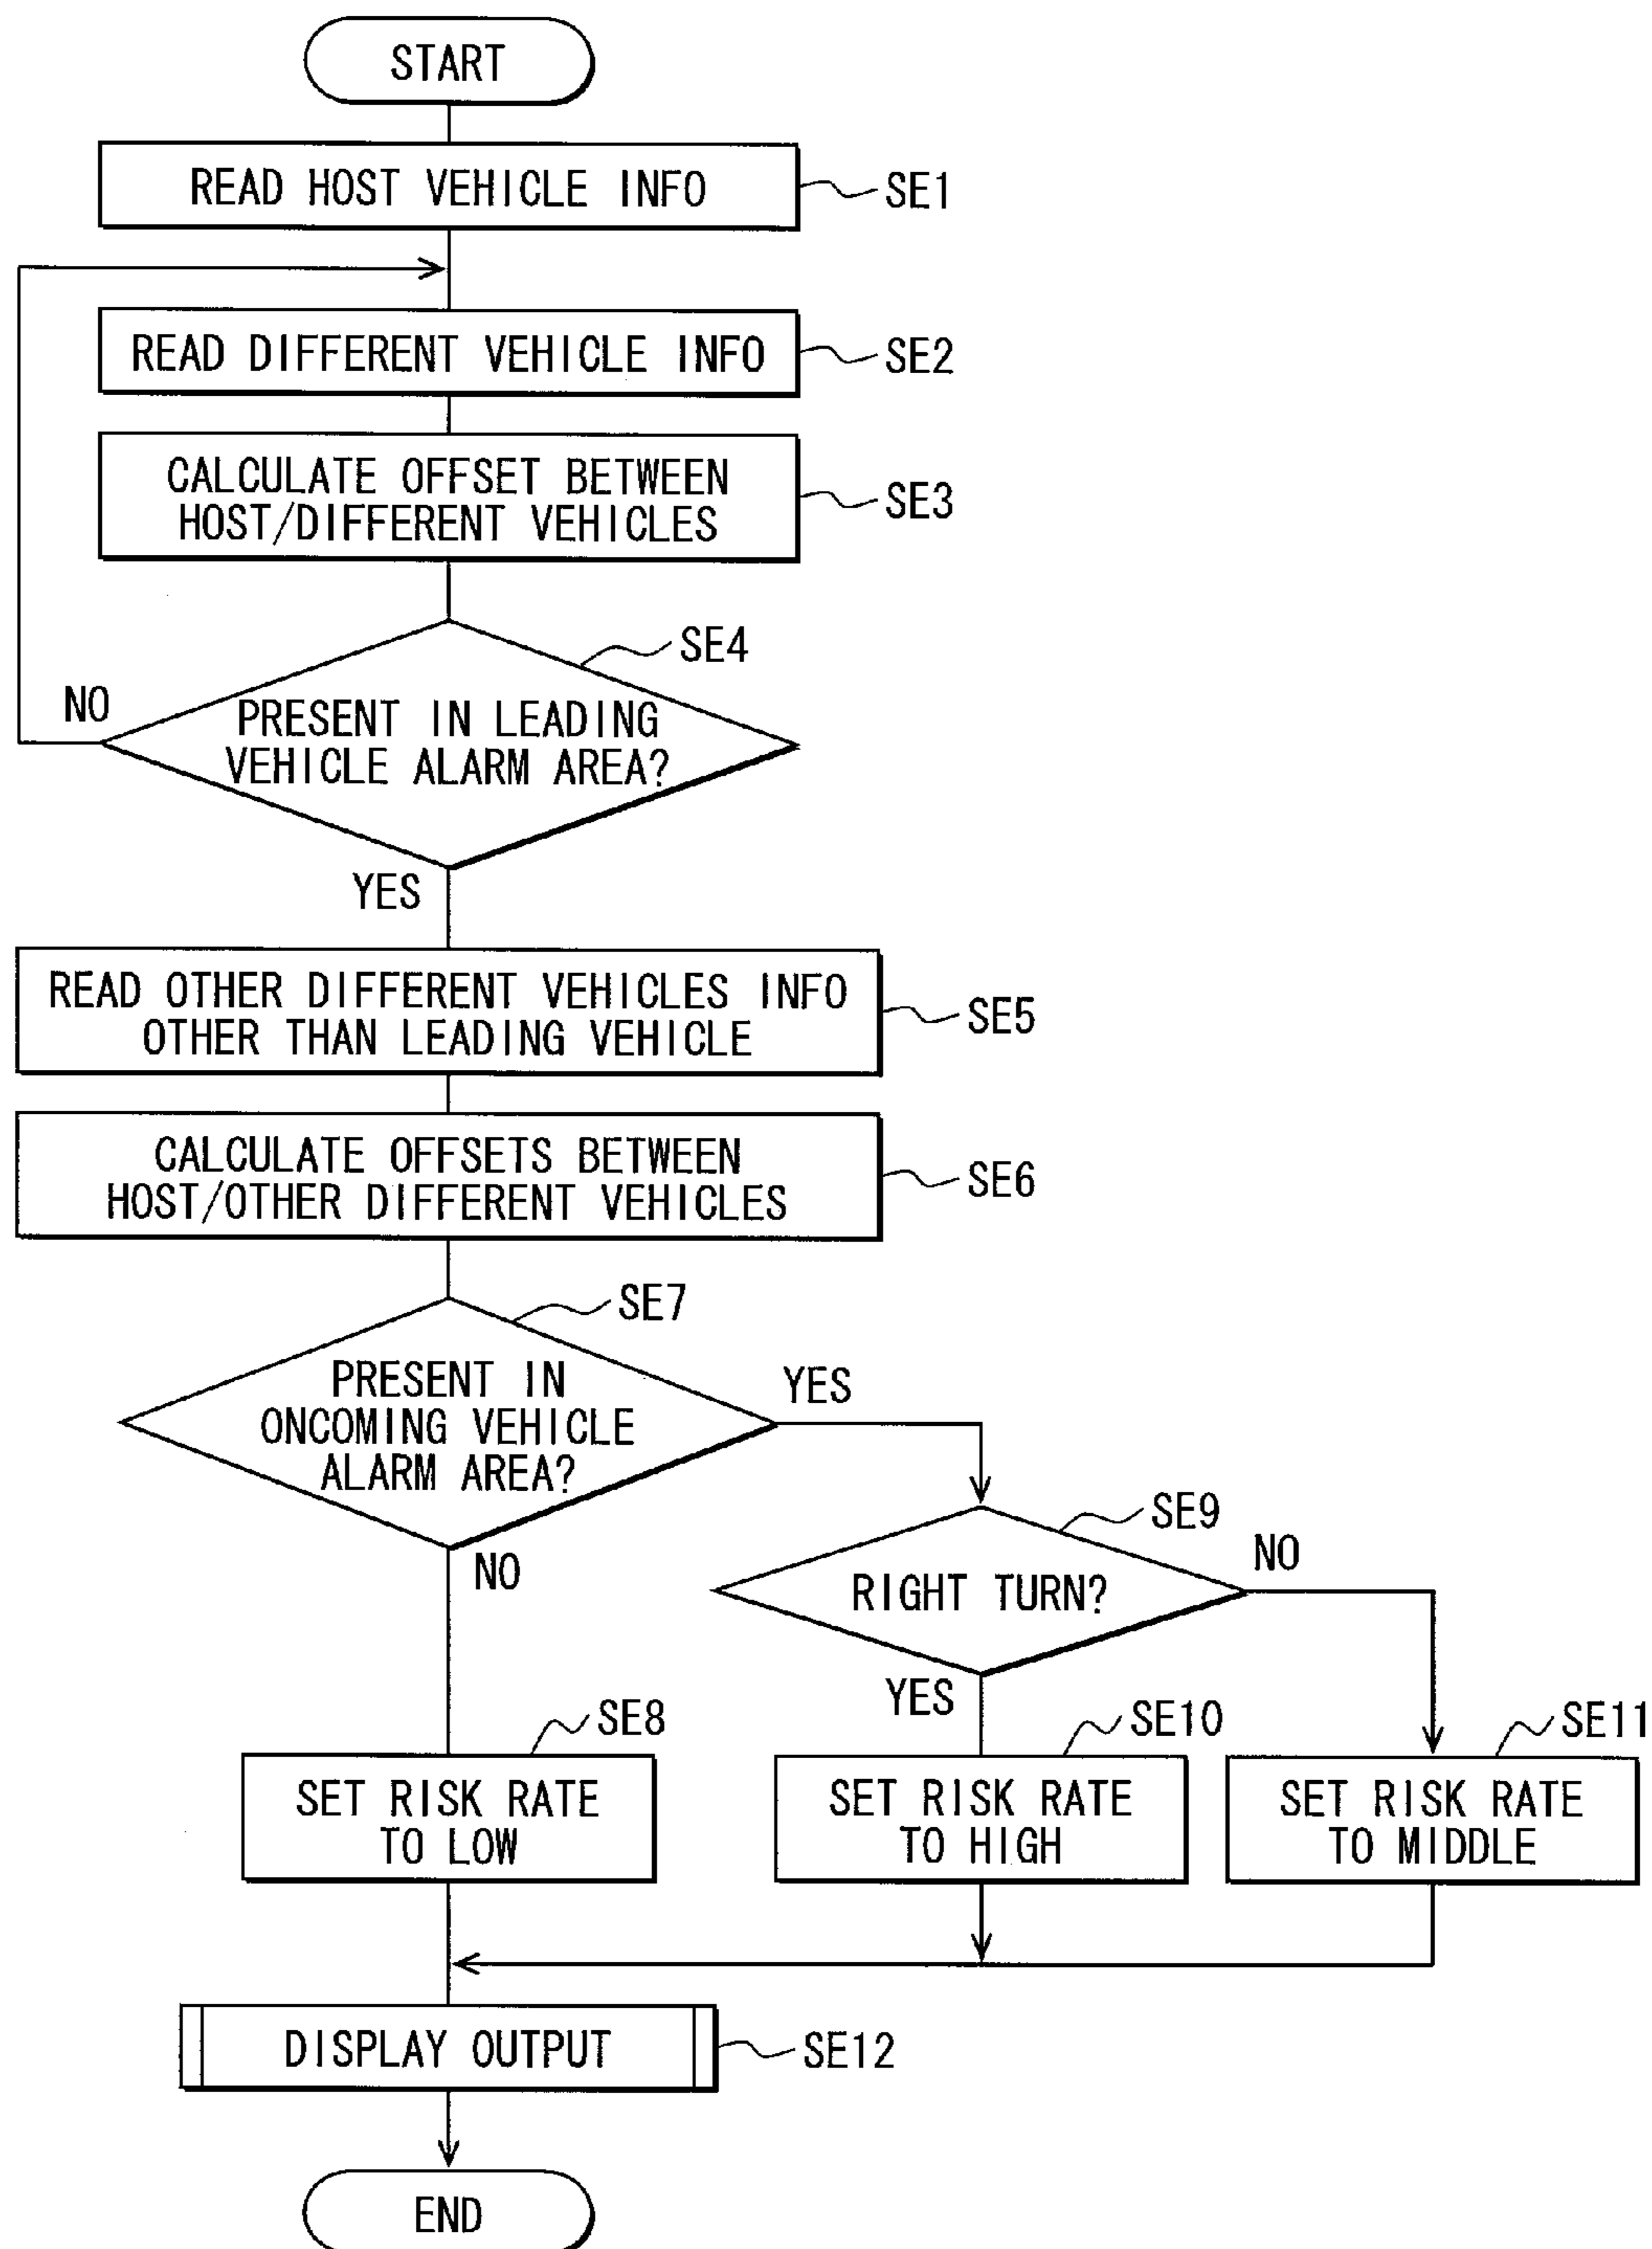 START
READ HOST VEHICLE INFO
SE1
READ DIFFERENT VEHICLE INFO
SE2
CALCULATE OFFSET BETWEEN
HOST/DIFFERENT VEHICLES
SE3
SE4
NO
PRESENT IN LEADING
VEHICLE ALARM AREA?
YES
READ OTHER DIFFERENT VEHICLES INFO
OTHER THAN LEADING VEHICLE
SE5
CALCULATE OFFSETS BETWEEN
HOST/OTHER DIFFERENT VEHICLES
SE6
SE7
PRESENT IN
ONCOMING VEHICLE
ALARM AREA?
YES
NO
SE9
RIGHT TURN?
NO
YES
SE8
SET RISK RATE
TO LOW
SE10
SET RISK RATE
TO HIGH
SE11
SET RISK RATE
TO MIDDLE
DISPLAY OUTPUT
SE12
END